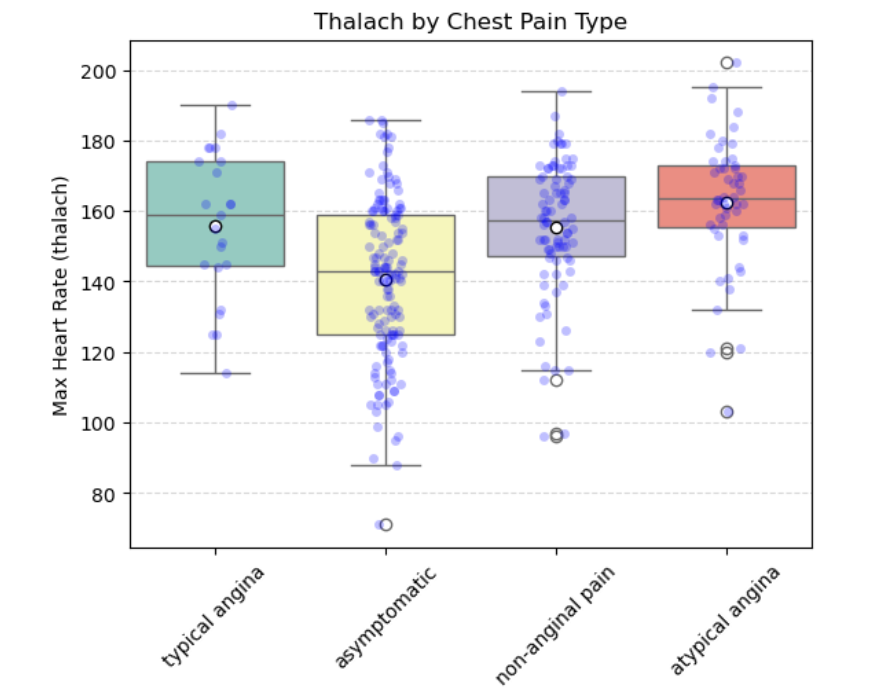 Thalach by Chest Pain Type
Max Heart Rate (thalach)
200
180
160
140
120
100
80
typical angina
asymptomatic
non-anginal pain
atypical angina